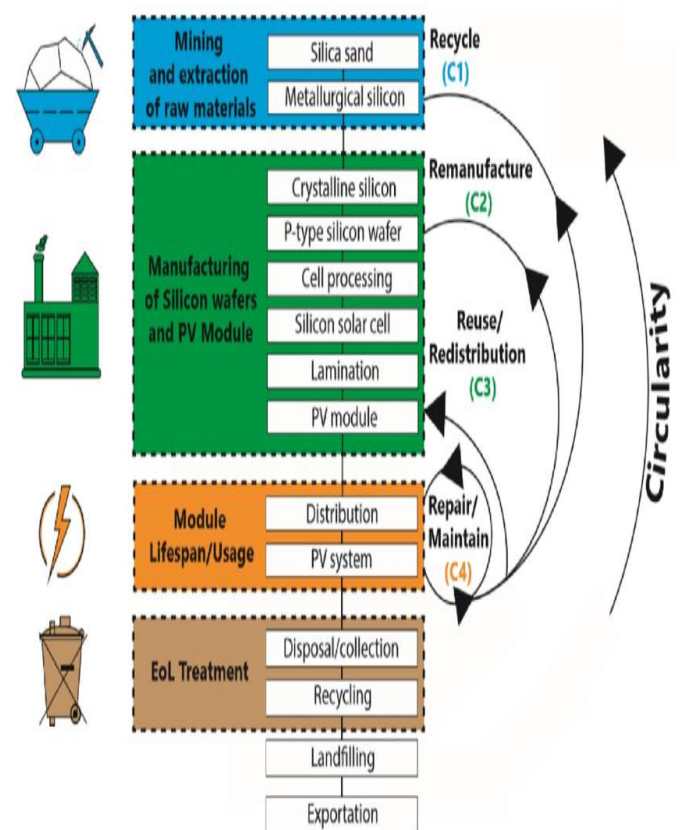 Mining
and extraction
of raw materials
Silica sand
Metallurgical silicon
Recycle
(C1)
Manufacturing
of Silicon wafers
and PV Module
Crystalline silicon
P-type silicon wafer
Cell processing
Silicon solar cell
Lamination
PV module
Remanufacture
(C2)
Reuse/
Redistribution
(C3)
Module
Lifespan/Usage
Distribution
PV system
Repair/
Maintain
(C4)
EoL Treatment
Disposal/collection
Recycling
Landfilling
Exportation
Circularity